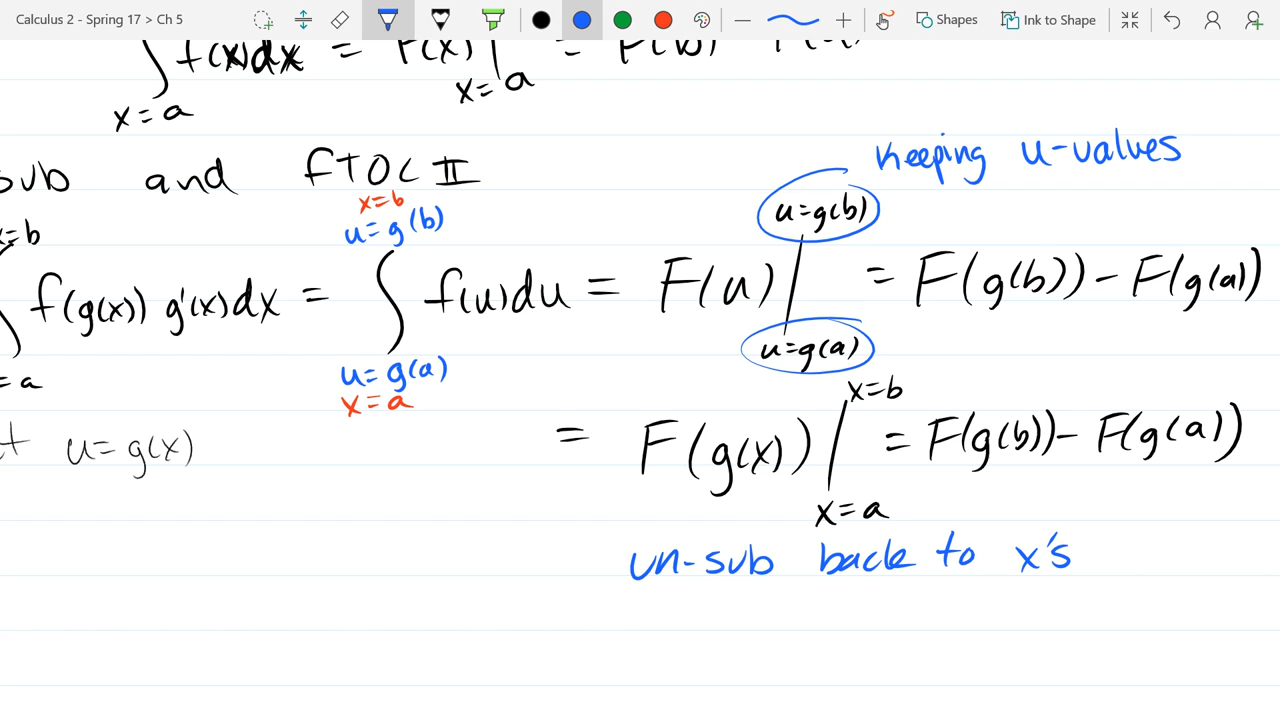 Calculus 2 - Spring 17 > Ch 5 Shapes Ink to Shape
∫ f(x)dx = F(x)| = F(b)
x=a x=a
sub and FTOC II
Keeping u-values
x=b
x=b u=g(b) u=g(b)
∫ f(g(x)) g'(x)dx = ∫ f(u)du = F(u)| = F(g(b)) - F(g(a))
=a u=g(a) u=g(a)
x=a
u=g(x)
x=b
= F(g(x))| = F(g(b)) - F(g(a))
x=a
un-sub back to x's